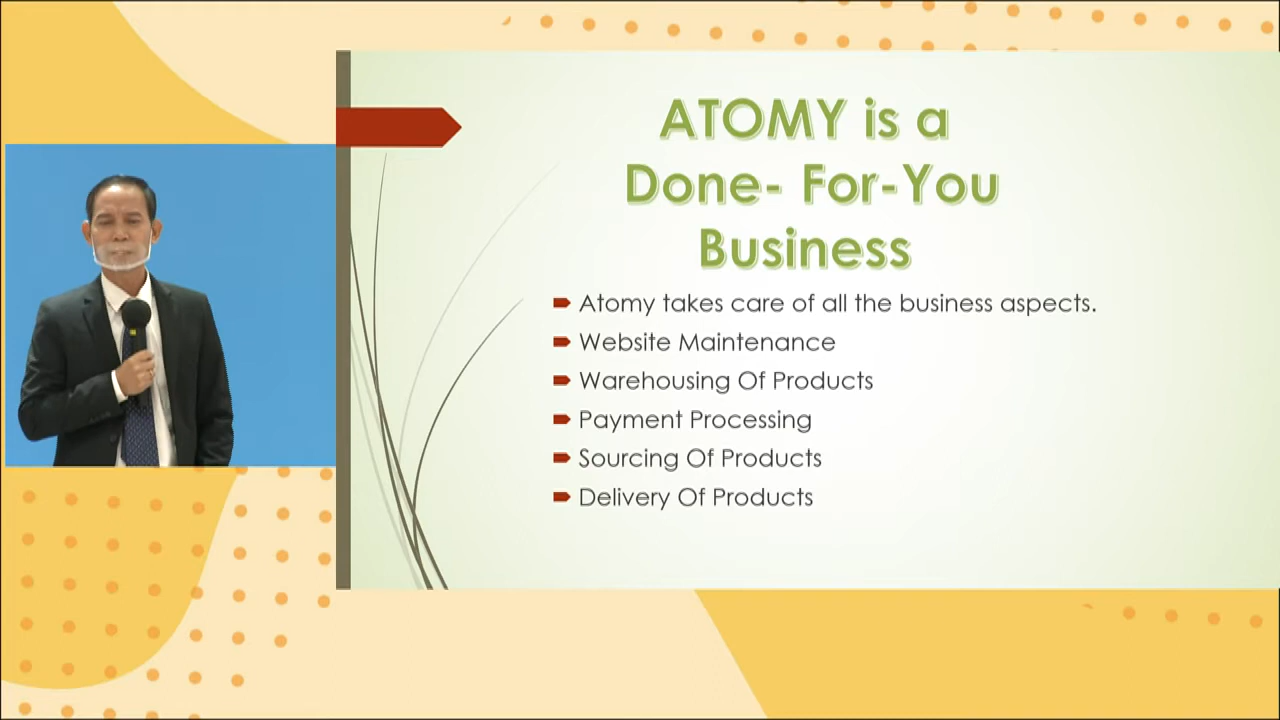 ATOMY is a
Done- For-You
Business
Atomy takes care of all the business aspects.
Website Maintenance
Warehousing Of Products
Payment Processing
Sourcing Of Products
Delivery Of Products